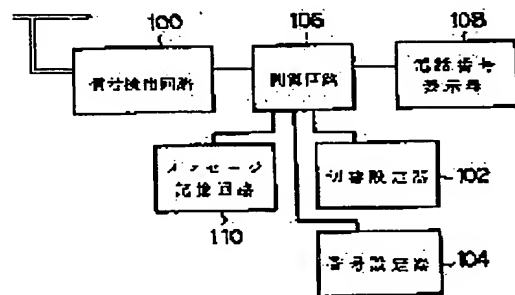 100
106
108
信号検出回路
制御回路
電話番号
表示器
メッセージ
記憶回路
切替設定器
102
110
番号設定器
104